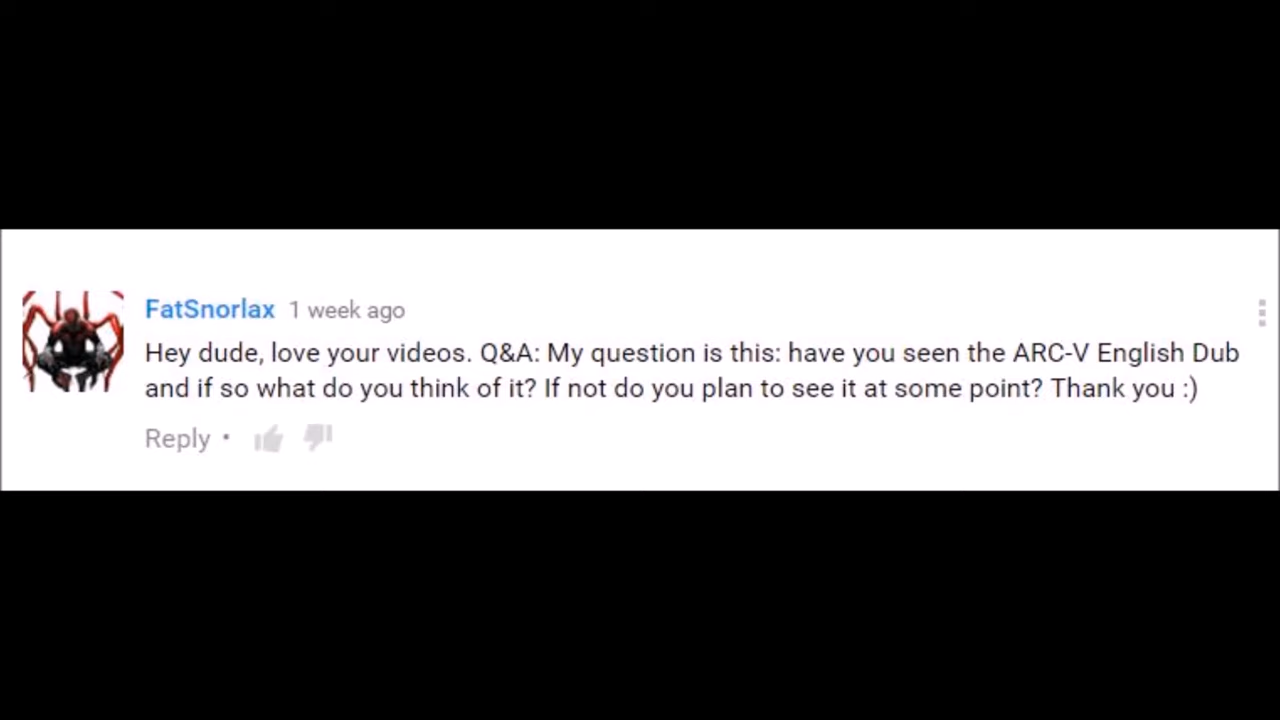 FatSnorlax 1 week ago
Hey dude, love your videos. Q&A: My question is this: have you seen the ARC-V English Dub
and if so what do you think of it? If not do you plan to see it at some point? Thank you :)
Reply •